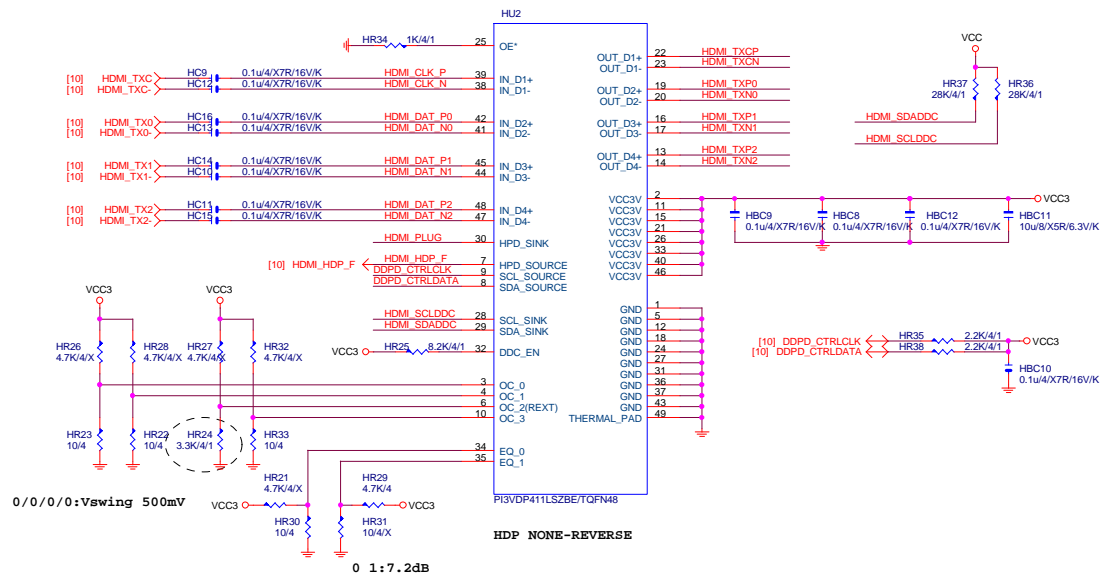 HU2
HR34 1K/4/1 25 OE*
[10] HDMI_TXC HC9 0.1u/4/X7R/16V/K HDMI_CLK_P 39 IN_D1+
[10] HDMI_TXC- HC12 0.1u/4/X7R/16V/K HDMI_CLK_N 38 IN_D1-
[10] HDMI_TX0 HC16 0.1u/4/X7R/16V/K HDMI_DAT_P0 42 IN_D2+
[10] HDMI_TX0- HC13 0.1u/4/X7R/16V/K HDMI_DAT_N0 41 IN_D2-
[10] HDMI_TX1 HC14 0.1u/4/X7R/16V/K HDMI_DAT_P1 45 IN_D3+
[10] HDMI_TX1- HC10 0.1u/4/X7R/16V/K HDMI_DAT_N1 44 IN_D3-
[10] HDMI_TX2 HC11 0.1u/4/X7R/16V/K HDMI_DAT_P2 48 IN_D4+
[10] HDMI_TX2- HC15 0.1u/4/X7R/16V/K HDMI_DAT_N2 47 IN_D4-
HDMI_PLUG 30 HPD_SINK
[10] HDMI_HDP_F HDMI_HDP_F 7 HPD_SOURCE
DDPD_CTRLCLK 9 SCL_SOURCE
DDPD_CTRLDATA 8 SDA_SOURCE
HDMI_SCLDDC 28 SCL_SINK
HDMI_SDADDC 29 SDA_SINK
VCC3 HR25 8.2K/4/1 32 DDC_EN
3 OC_0
4 OC_1
6 OC_2(REXT)
10 OC_3
34 EQ_0
35 EQ_1
OUT_D1+ 22 HDMI_TXCP
OUT_D1- 23 HDMI_TXCN
OUT_D2+ 19 HDMI_TXP0
OUT_D2- 20 HDMI_TXN0
OUT_D3+ 16 HDMI_TXP1
OUT_D3- 17 HDMI_TXN1
OUT_D4+ 13 HDMI_TXP2
OUT_D4- 14 HDMI_TXN2
VCC3V 2
VCC3V 11
VCC3V 15
VCC3V 21
VCC3V 26
VCC3V 33
VCC3V 40
VCC3V 46
GND 1
GND 5
GND 12
GND 18
GND 24
GND 27
GND 31
GND 36
GND 37
GND 43
THERMAL_PAD 49
PI3VDP411LSZBE/TQFN48
HDP NONE-REVERSE
VCC
HR37 28K/4/1
HR36 28K/4/1
HDMI_SDADDC
HDMI_SCLDDC
VCC3
HBC9 0.1u/4/X7R/16V/K
HBC8 0.1u/4/X7R/16V/K
HBC12 0.1u/4/X7R/16V/K
HBC11 10u/8/X5R/6.3V/K
[10] DDPD_CTRLCLK HR35 2.2K/4/1 VCC3
[10] DDPD_CTRLDATA HR38 2.2K/4/1
HBC10 0.1u/4/X7R/16V/K
VCC3
VCC3
HR26 4.7K/4/X
HR28 4.7K/4/X
HR27 4.7K/4/X
HR32 4.7K/4/X
HR23 10/4
HR22 10/4
HR24 3.3K/4/1
HR33 10/4
0/0/0/0:Vswing 500mV
HR21 4.7K/4/X
VCC3
HR30 10/4
HR29 4.7K/4
VCC3
HR31 10/4/X
0 1:7.2dB